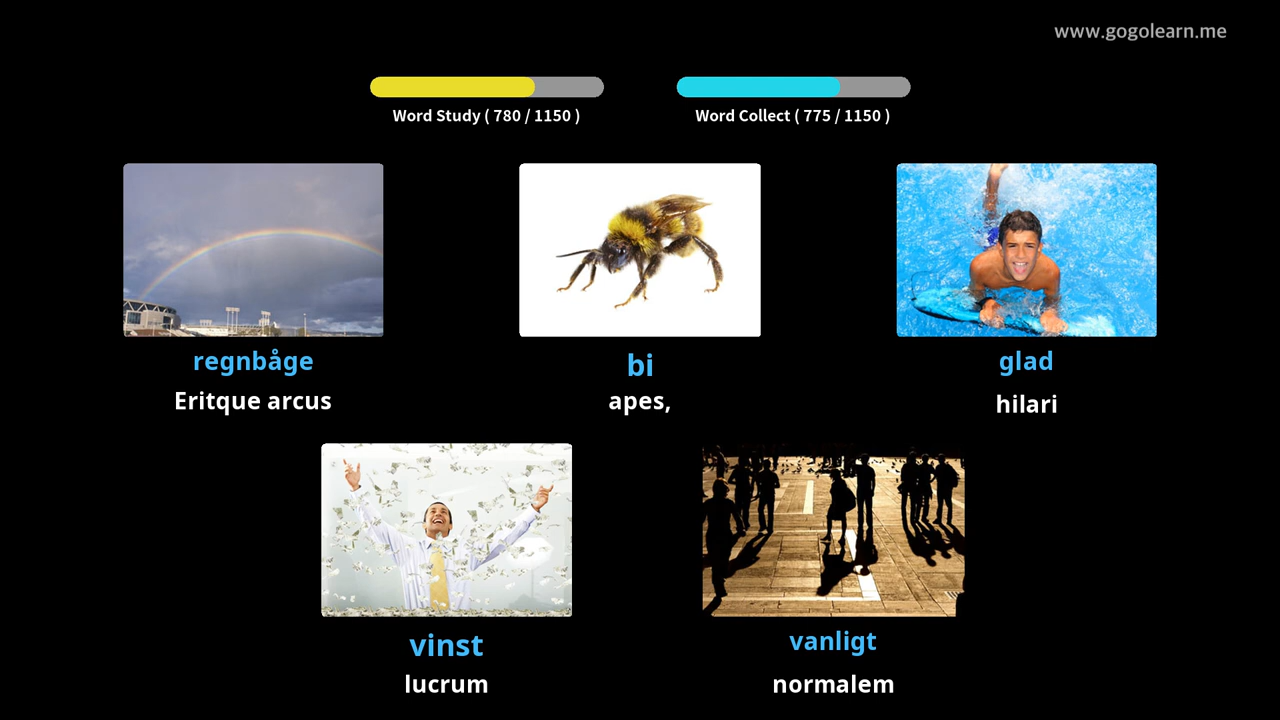 www.gogolearn.me
Word Study ( 780 / 1150 )
Word Collect ( 775 / 1150 )
regnbåge
Eritque arcus
bi
apes,
glad
hilari
vinst
lucrum
vanligt
normalem